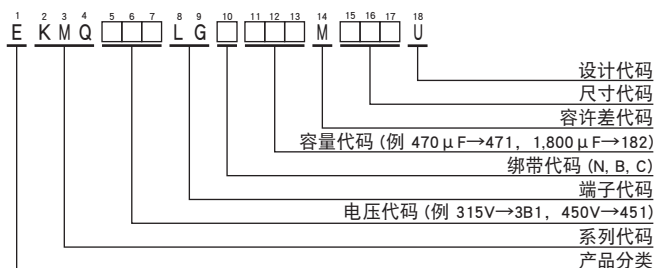 1 2 3 4 5 6 7 8 9 10 11 12 13 14 15 16 17 18
E KMQ □□□ LG □ □□□ M □□□ U
设计代码
尺寸代码
容许差代码
容量代码 (例 470μF→471, 1,800μF→182)
绑带代码 (N, B, C)
端子代码
电压代码 (例 315V→3B1, 450V→451)
系列代码
产品分类